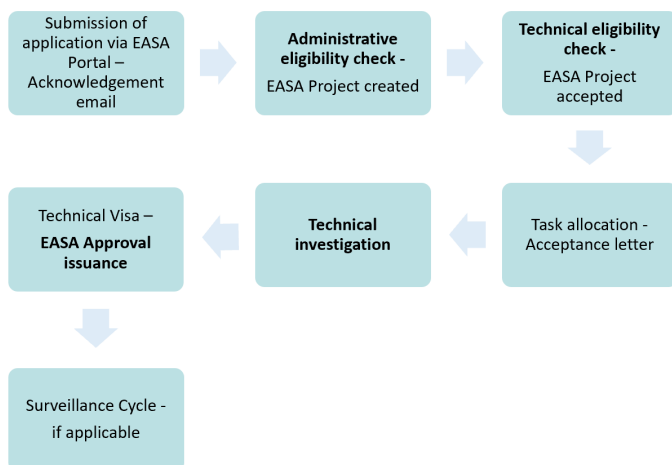 Submission of
application via EASA
Portal –
Acknowledgement
email
Administrative
eligibility check -
EASA Project created
Technical eligibility
check -
EASA Project
accepted
Task allocation -
Acceptance letter
Technical
investigation
Technical Visa –
EASA Approval
issuance
Surveillance Cycle -
if applicable